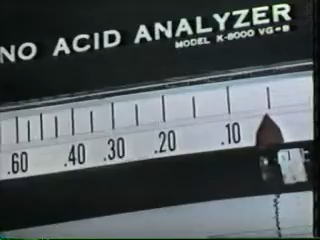 NO ACID ANALYZER
MODEL K-8000 VG-B
.60 .40 .30 .20 .10